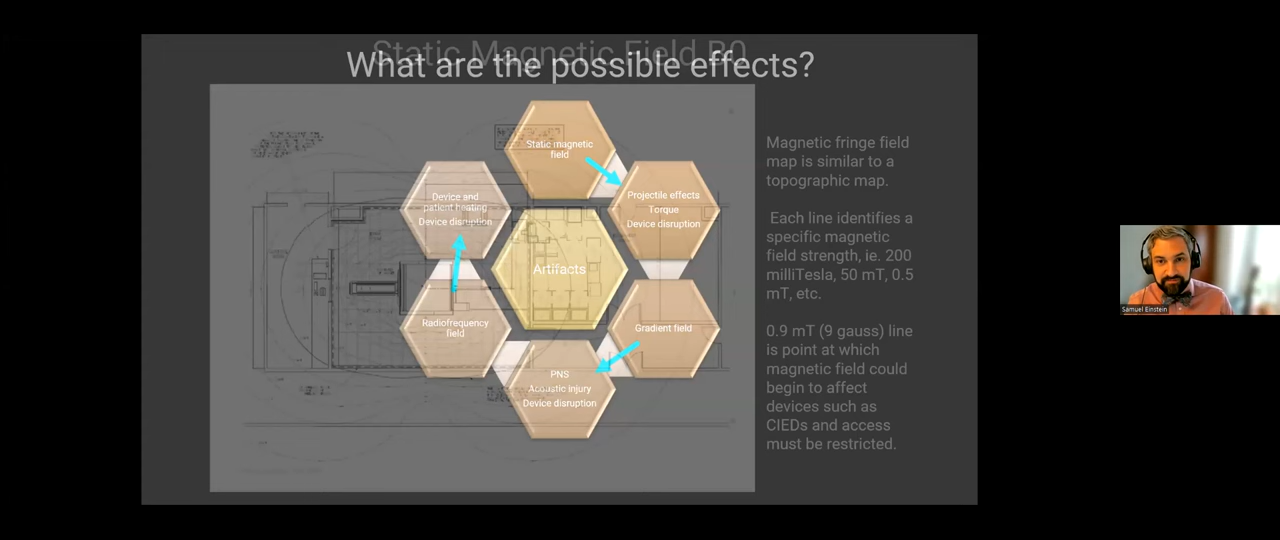 Static Magnetic Field B0
What are the possible effects?
Static magnetic
field
Projectile effects
Torque
Device disruption
Gradient field
PNS
Acoustic injury
Device disruption
Radiofrequency
field
Device and
patient heating
Device disruption
Artifacts
Magnetic fringe field
map is similar to a
topographic map.
Each line identifies a
specific magnetic
field strength, ie. 200
milliTesla, 50 mT, 0.5
mT, etc.
0.9 mT (9 gauss) line
is point at which
magnetic field could
begin to affect
devices such as
CIEDs and access
must be restricted.
Samuel Einstein